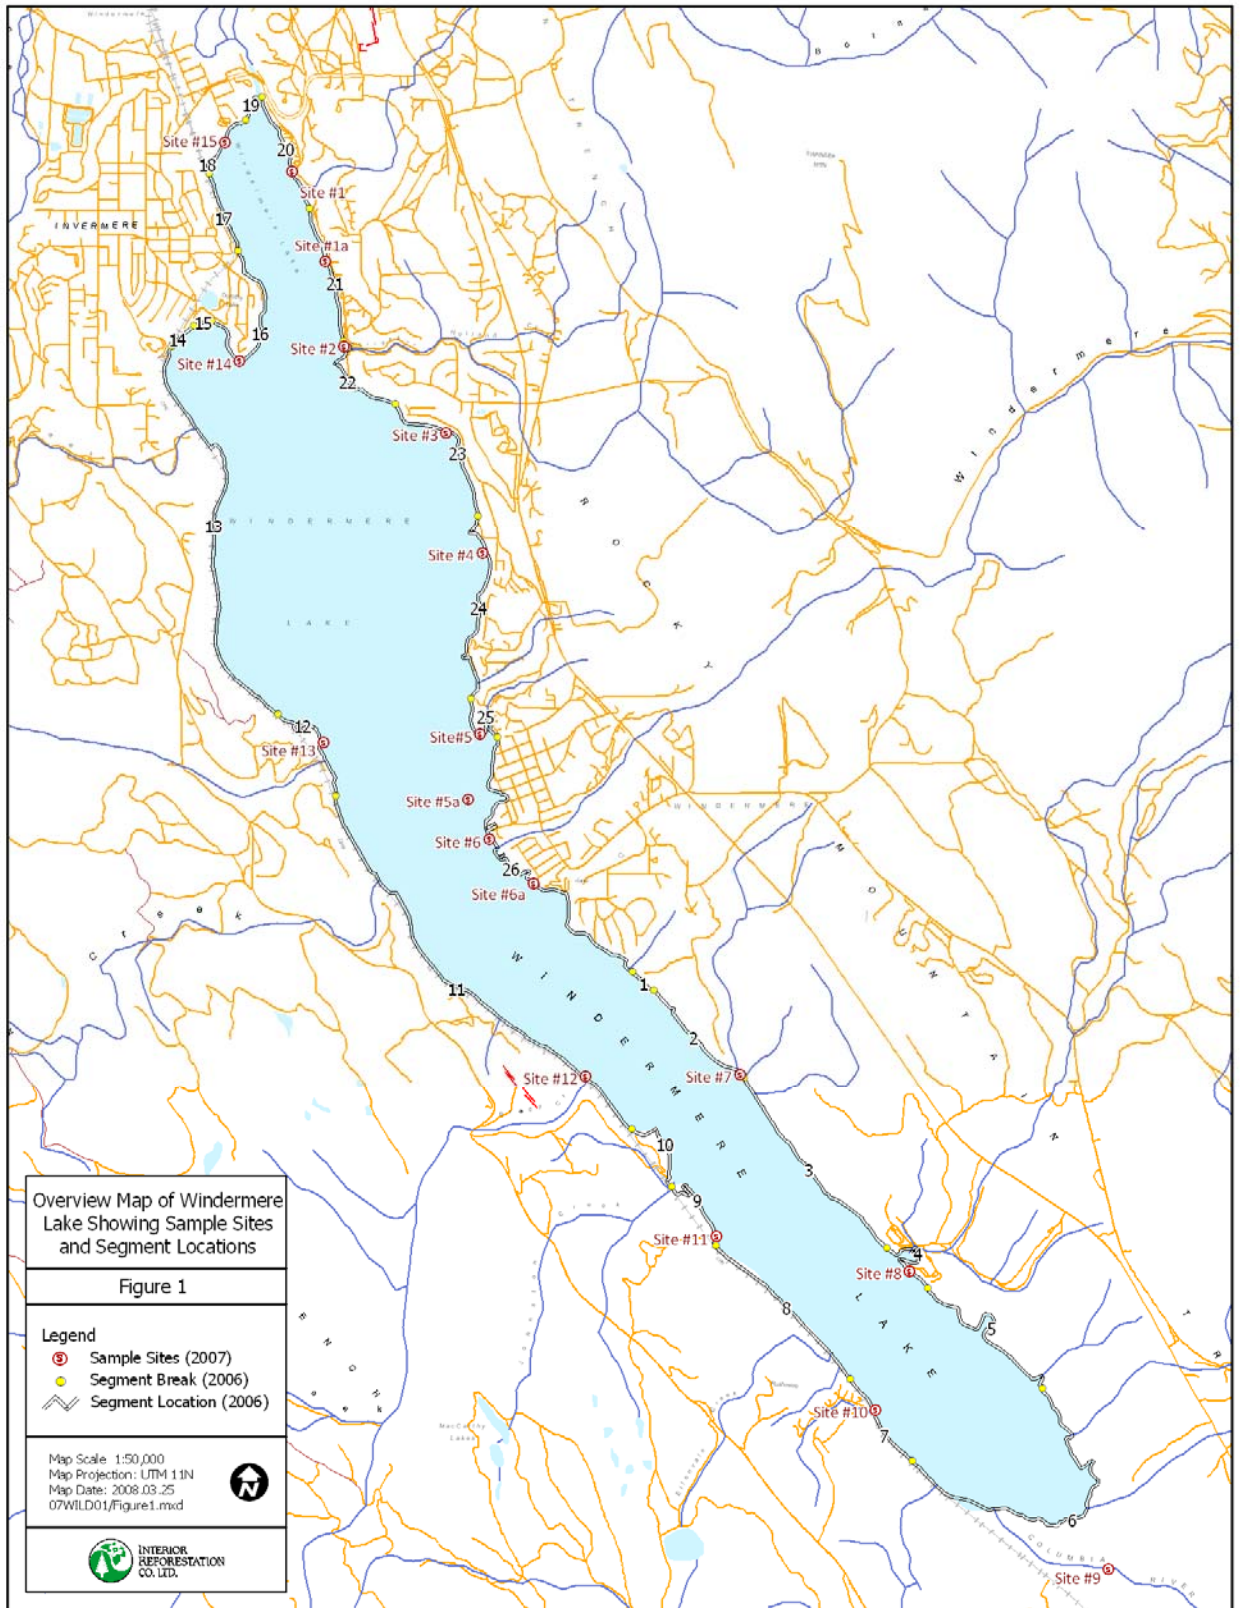 Windermere
19
Site #15
20
18
Site #1
17
INVERMERE
Site #1a
21
15
16
14
Site #2
Site #14
22
Site #3
23
WINDERMERE
13
Site #4
24
LAKE
ROCKY
Windermere
12
25
Site#5
Site #13
Site #5a
WINDERMERE
Site #6
26
Site #6a
Creek
MOUNTAIN
WINDERMERE
LAKE
1
11
2
Site #12
Site #7
10
3
9
Creek
Site #11
4
Site #8
8
5
Site #10
7
MacCarthy
Lakes
6
COLUMBIA
RIVER
Site #9
TR
Overview Map of Windermere
Lake Showing Sample Sites
and Segment Locations
Figure 1
Legend
S Sample Sites (2007)
Segment Break (2006)
Segment Location (2006)
Map Scale 1:50,000
Map Projection: UTM 11N
Map Date: 2008.03.25
07WILD01/Figure1.mxd
N
INTERIOR
REFORESTATION
CO. LTD.